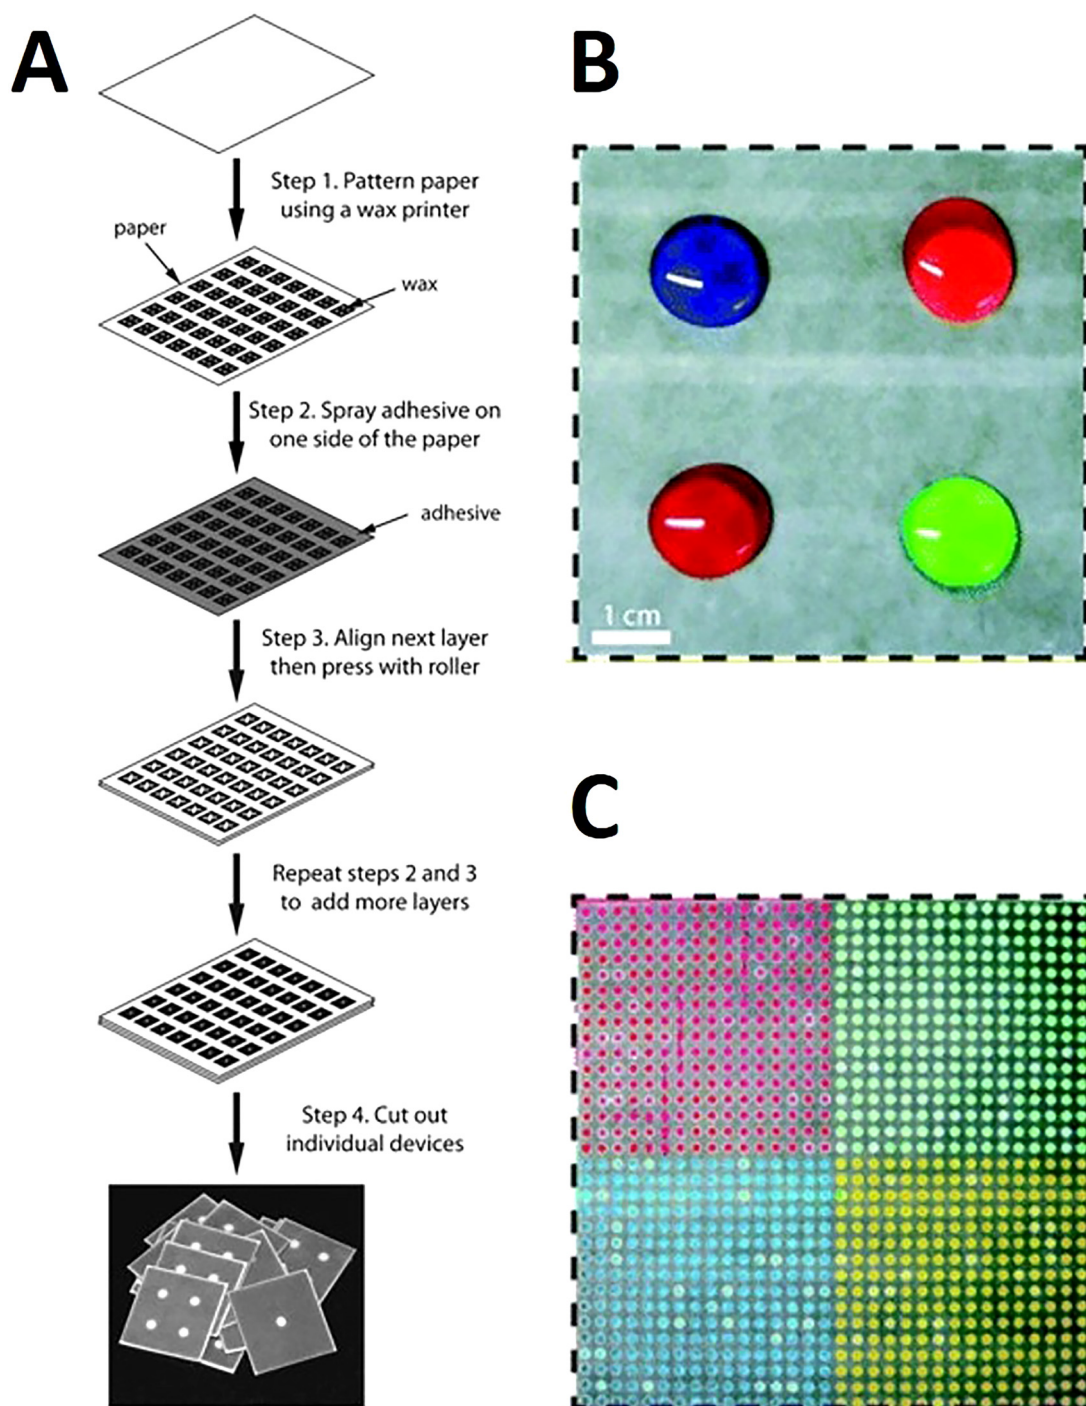 A
Step 1. Pattern paper
using a wax printer
paper
wax
Step 2. Spray adhesive on
one side of the paper
adhesive
Step 3. Align next layer
then press with roller
Repeat steps 2 and 3
to add more layers
Step 4. Cut out
individual devices
B
1 cm
C